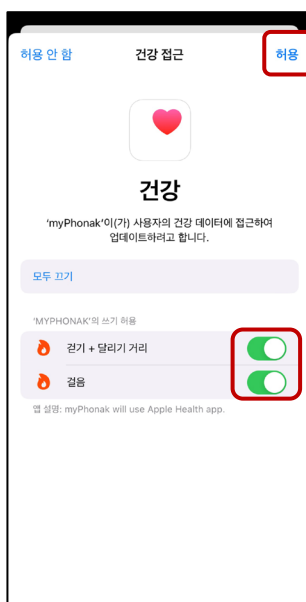 허용 안 함
건강 접근
허용
건강
‘myPhonak’이(가) 사용자의 건강 데이터에 접근하여
업데이트하려고 합니다.
모두 끄기
‘MYPHONAK’의 쓰기 허용
걷기 + 달리기 거리
걸음
앱 설명: myPhonak will use Apple Health app.